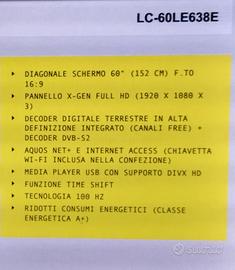 LC-60LE638E
DIAGONALE SCHERMO 60" (152 CM) F.TO
16:9
PANNELLO X-GEN FULL HD (1920 X 1080 X
3)
DECODER DIGITALE TERRESTRE IN ALTA
DEFINIZIONE INTEGRATO (CANALI FREE) +
DECODER DVB-S2
AQUOS NET+ E INTERNET ACCESS (CHIAVETTA
WI-FI INCLUSA NELLA CONFEZIONE)
MEDIA PLAYER USB CON SUPPORTO DIVX HD
FUNZIONE TIME SHIFT
TECNOLOGIA 100 HZ
RIDOTTI CONSUMI ENERGETICI (CLASSE
ENERGETICA A+)
subito